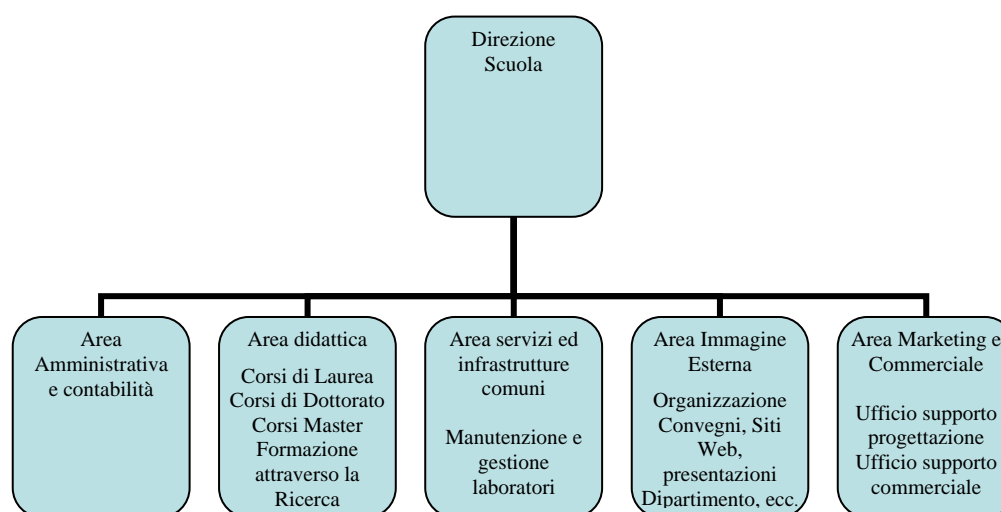 Direzione
Scuola
Area
Amministrativa
e contabilità
Area didattica
Corsi di Laurea
Corsi di Dottorato
Corsi Master
Formazione
attraverso la
Ricerca
Area servizi ed
infrastrutture
comuni
Manutenzione e
gestione
laboratori
Area Immagine
Esterna
Organizzazione
Convegni, Siti
Web,
presentazioni
Dipartimento, ecc.
Area Marketing e
Commerciale
Ufficio supporto
progettazione
Ufficio supporto
commerciale